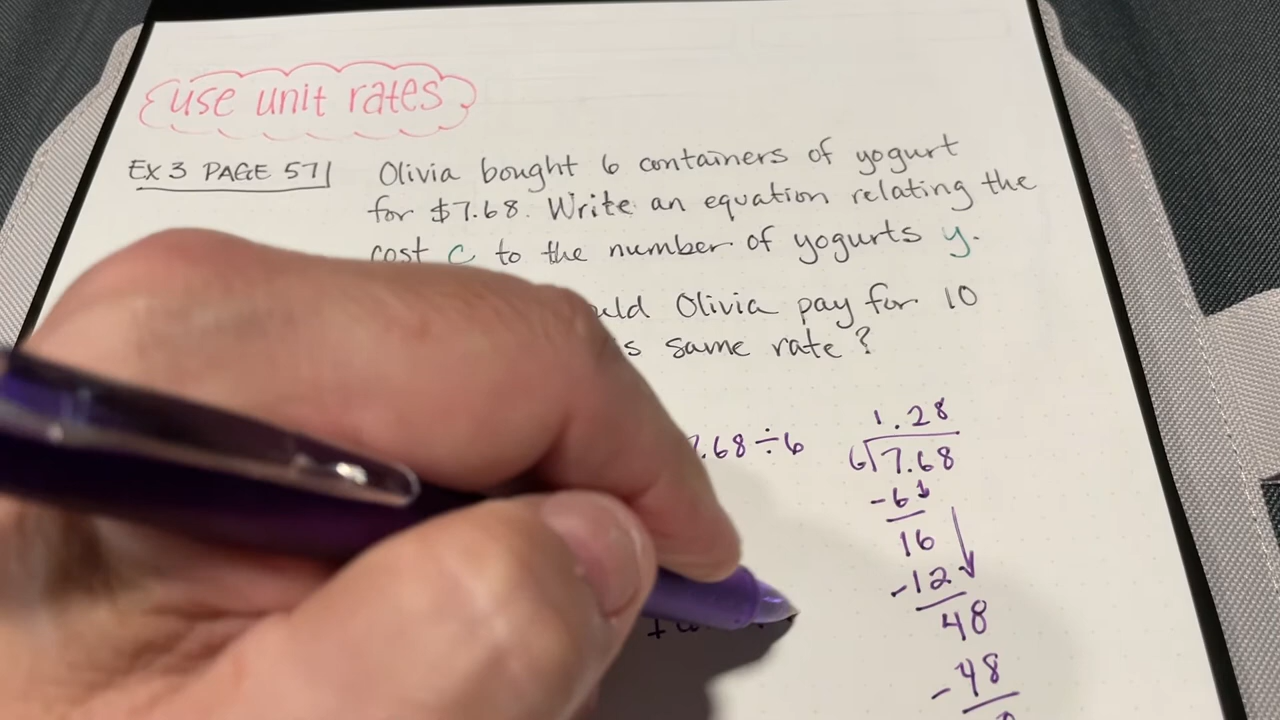 use unit rates
EX 3 PAGE 571 Olivia bought 6 containers of yogurt
for $7.68. Write an equation relating the
cost c to the number of yogurts y.
Olivia pay for 10
same rate?
.68÷6
1.28
6)7.68
-6↓
16
-12
48
-48